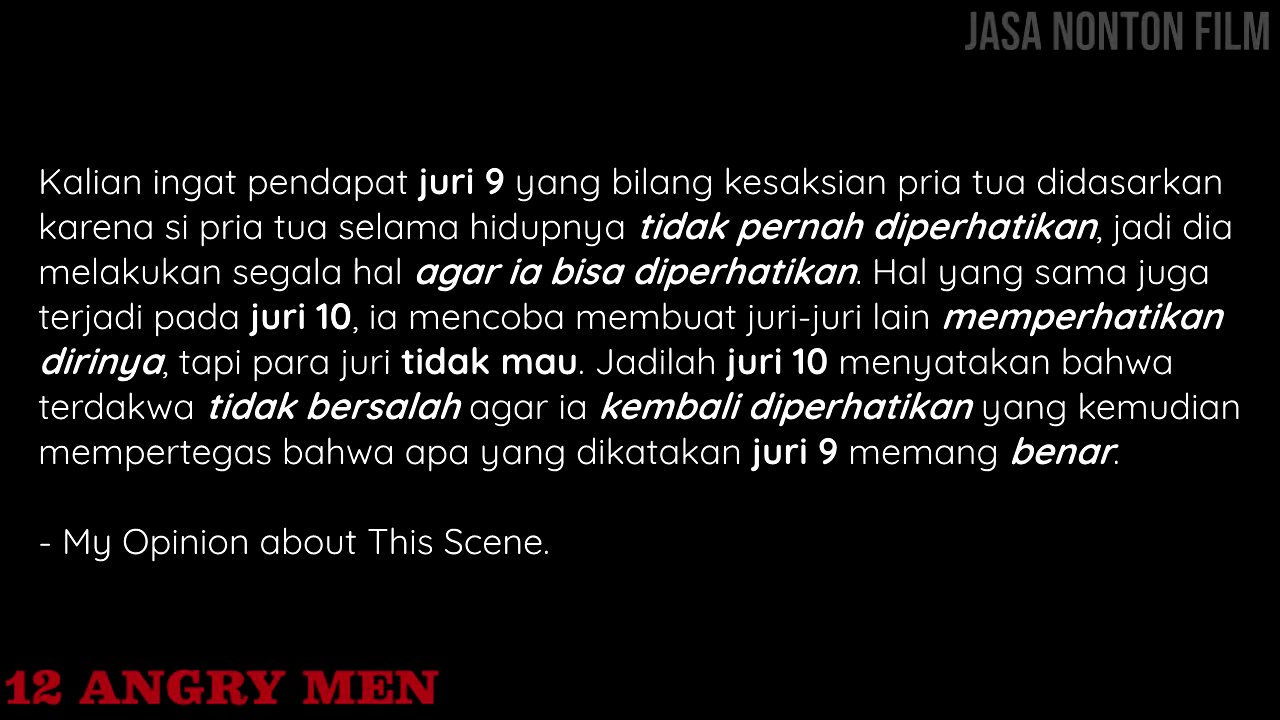 JASA NONTON FILM
Kalian ingat pendapat juri 9 yang bilang kesaksian pria tua didasarkan
karena si pria tua selama hidupnya tidak pernah diperhatikan, jadi dia
melakukan segala hal agar ia bisa diperhatikan. Hal yang sama juga
terjadi pada juri 10, ia mencoba membuat juri-juri lain memperhatikan
dirinya, tapi para juri tidak mau. Jadilah juri 10 menyatakan bahwa
terdakwa tidak bersalah agar ia kembali diperhatikan yang kemudian
mempertegas bahwa apa yang dikatakan juri 9 memang benar.
- My Opinion about This Scene.
12 ANGRY MEN